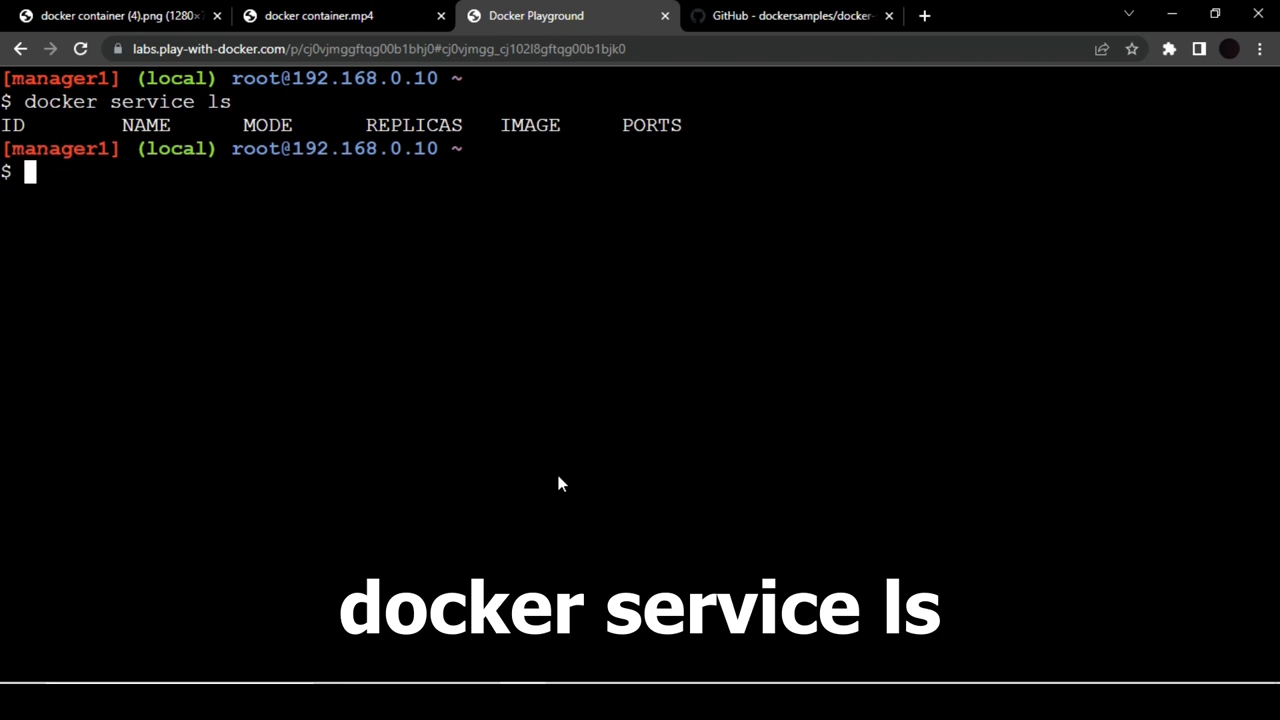 docker container (4).png (1280×
docker container.mp4
Docker Playground
GitHub - dockersamples/docker-
labs.play-with-docker.com/p/cj0vjmggftqg00b1bhj0#cj0vjmgg_cj102l8gftqg00b1bjk0
[manager1] (local) root@192.168.0.10 ~
$ docker service ls
ID NAME MODE REPLICAS IMAGE PORTS
[manager1] (local) root@192.168.0.10 ~
$
docker service ls